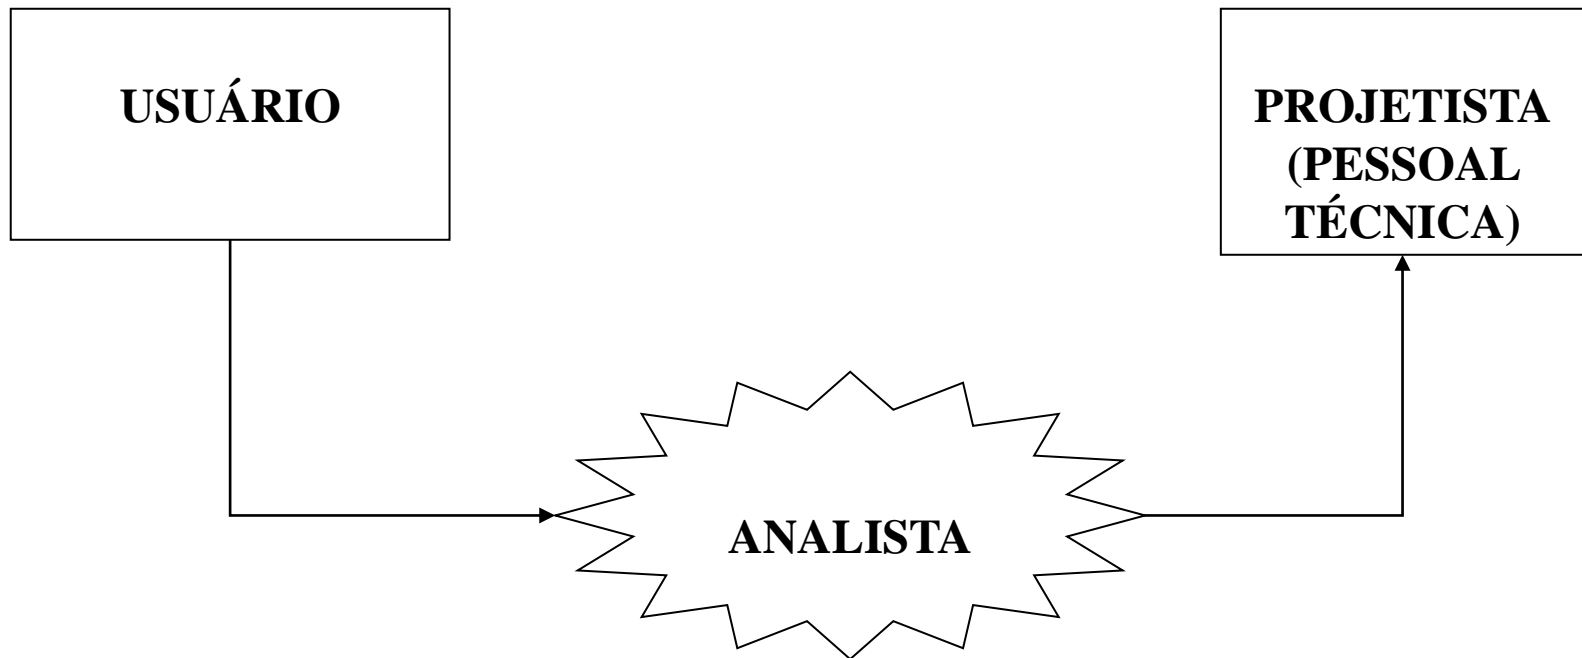 USUÁRIO
PROJETISTA
(PESSOAL
TÉCNICA)
ANALISTA